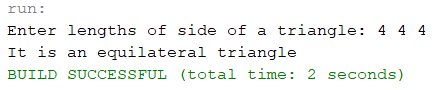 run:
Enter lengths of side of a triangle: 4 4 4
It is an equilateral triangle
BUILD SUCCESSFUL (total time: 2 seconds)